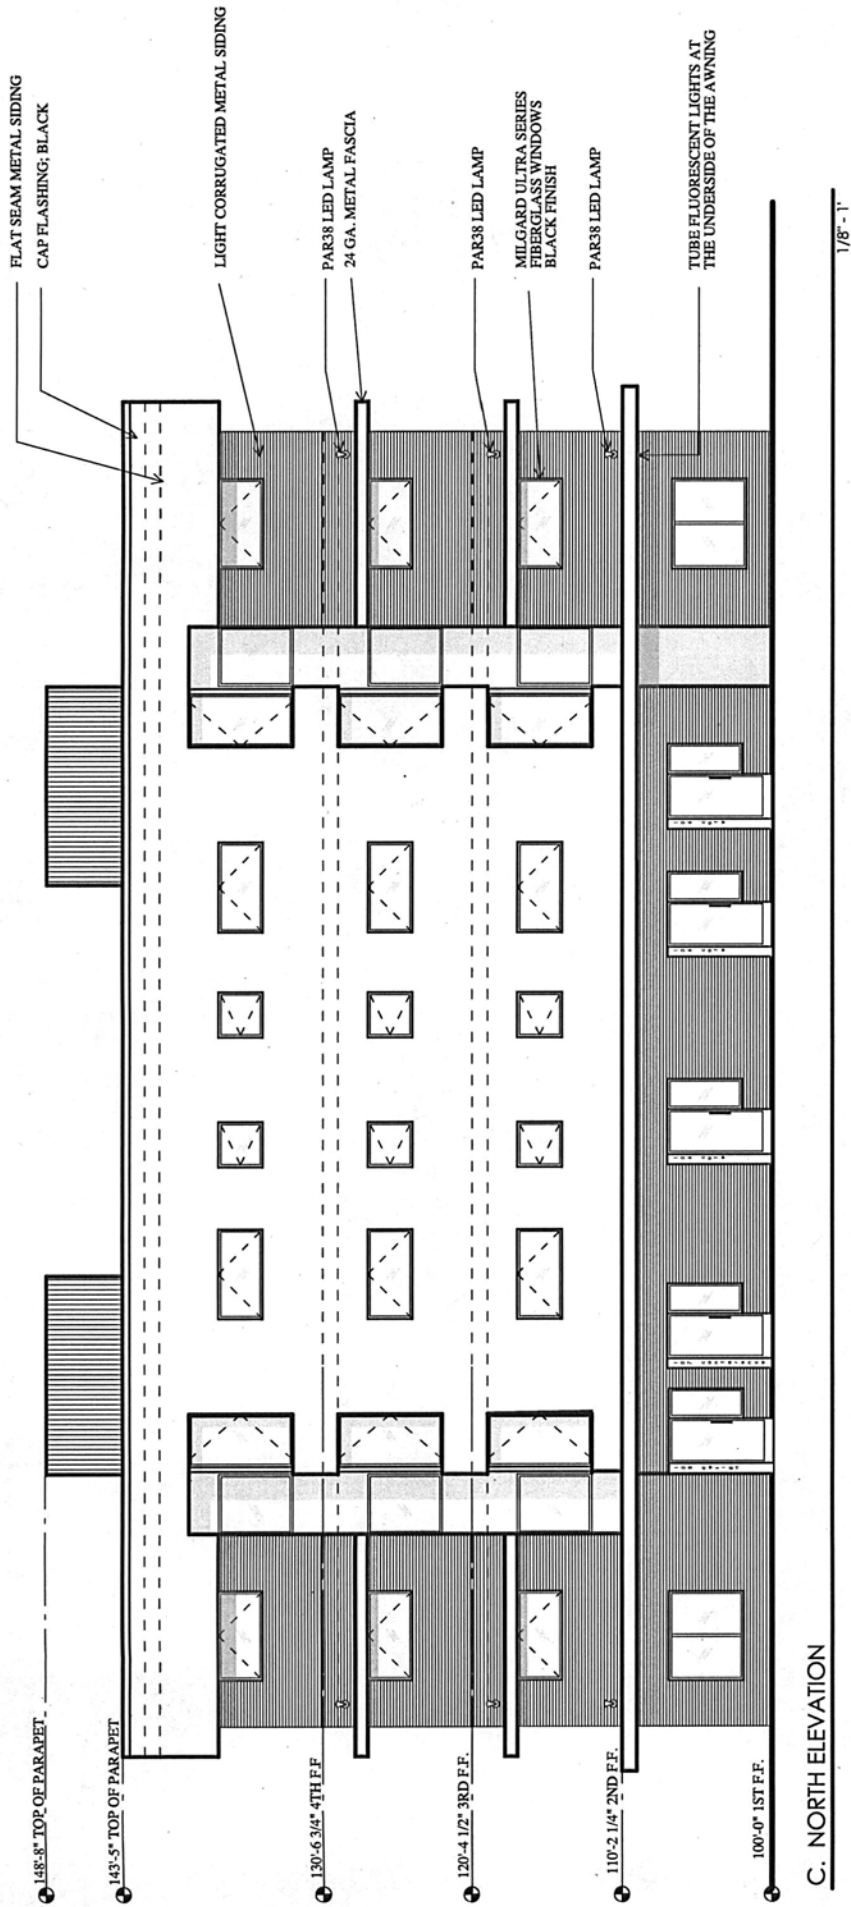 FLAT SEAM METAL SIDING
CAP FLASHING; BLACK
LIGHT CORRUGATED METAL SIDING
PAR38 LED LAMP
24 GA. METAL FASCIA
PAR38 LED LAMP
MILGARD ULTRA SERIES
FIBERGLASS WINDOWS
BLACK FINISH
PAR38 LED LAMP
TUBE FLUORESCENT LIGHTS AT
THE UNDERSIDE OF THE AWNING
148'-8" TOP OF PARAPET
143'-5" TOP OF PARAPET
130'-6 3/4" 4TH F.F
120'-4 1/2" 3RD F.F.
110'-2 1/4" 2ND F.F.
100'-0" 1ST F.F.
C. NORTH ELEVATION
1/8" - 1'